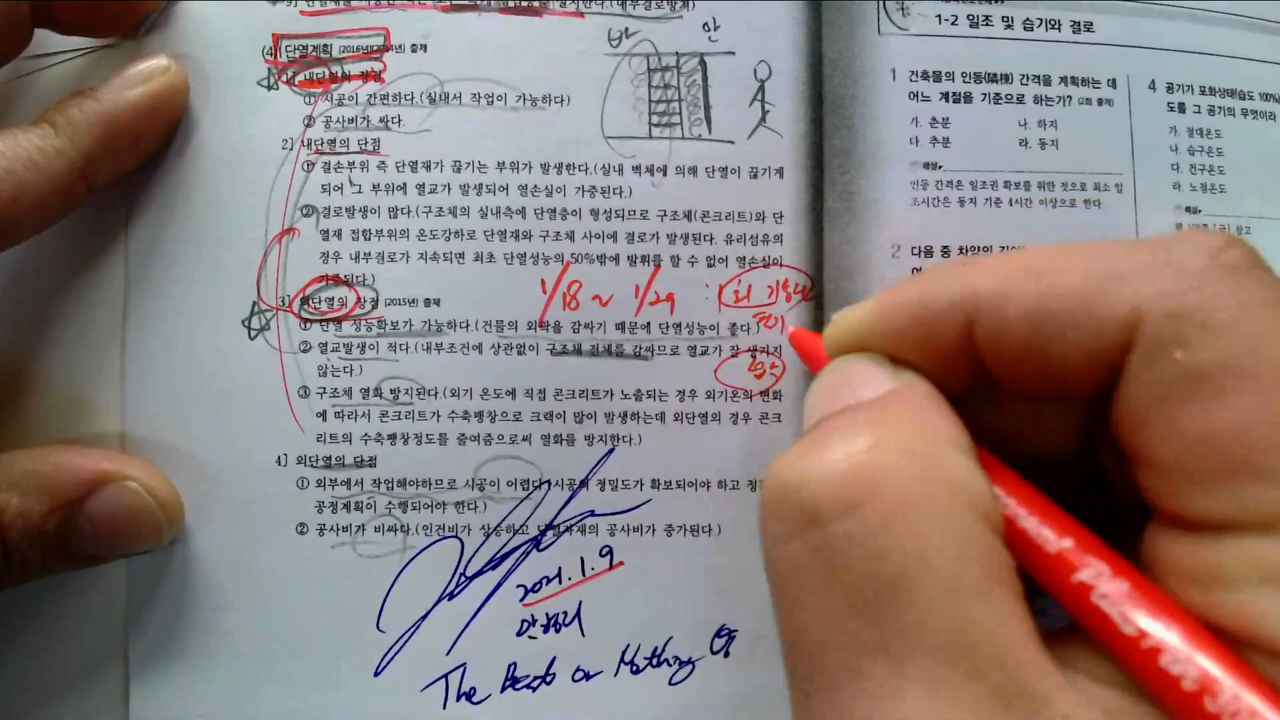 (4) 단열계획 [2016년][2014년] 출제
1] 내단열의 장점
① 시공이 간편하다.(실내서 작업이 가능하다)
② 공사비가 싸다.
2] 내단열의 단점
① 결손부위 즉 단열재가 끊기는 부위가 발생한다.(실내 벽체에 의해 단열이 끊기게
되어 그 부위에 열교가 발생되어 열손실이 가중된다.)
② 결로발생이 많다.(구조체의 실내측에 단열층이 형성되므로 구조체(콘크리트)와 단
열재 접합부위의 온도강하로 단열재와 구조체 사이에 결로가 발생된다. 유리섬유의
경우 내부결로가 지속되면 최초 단열성능의 50%밖에 발휘를 할 수 없어 열손실이
가중된다.)
3] 외단열의 장점 [2015년] 출제
① 단열 성능확보가 가능하다.(건물의 외곽을 감싸기 때문에 단열성능이 좋다.)
② 열교발생이 적다.(내부조건에 상관없이 구조체 전체를 감싸므로 열교가 잘 생기지
않는다.)
③ 구조체 열화 방지된다.(외기 온도에 직접 콘크리트가 노출되는 경우 외기온의 변화
에 따라서 콘크리트가 수축팽창으로 크랙이 많이 발생하는데 외단열의 경우 콘크
리트의 수축팽창정도를 줄여줌으로써 열화를 방지한다.)
4] 외단열의 단점
① 외부에서 작업해야하므로 시공이 어렵다.(시공의 정밀도가 확보되어야 하고
공정계획이 수행되어야 한다.)
② 공사비가 비싸다.(인건비가 상승하고 단열자재의 공사비가 증가된다.)
밖 안
1/18 ~ 1/29 :
2021.1.9
The Best or Nothing
1-2 일조 및 습기와 결로
1 건축물의 인동(隣棟) 간격을 계획하는 데
어느 계절을 기준으로 하는가? (2회 출제)
가. 춘분 나. 하지
다. 추분 라. 동지
해설
인동 간격은 일조권 확보를 위한 것으로 최소 일
조시간은 동지 기준 4시간 이상으로 한다.
2 다음 중 차양의
4 공기가 포화상태(습도 100%)
도를 그 공기의 무엇이라
가. 절대온도
나. 습구온도
다. 건구온도
라. 노점온도
해설